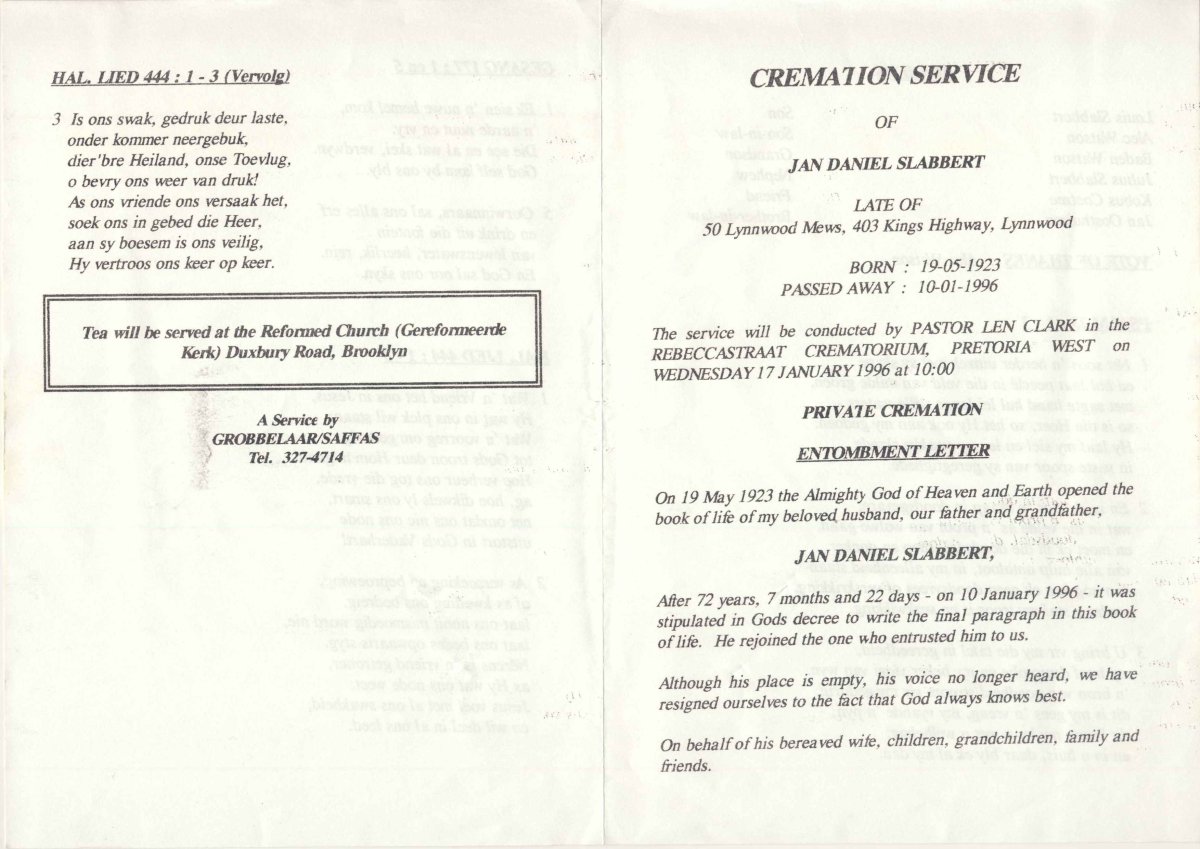 HAL. LIED 444 : 1 - 3 (Vervolg)
3 Is ons swak, gedruk deur laste,
onder kommer neergebuk,
dier'bre Heiland, onse Toevlug,
o bevry ons weer van druk!
As ons vriende ons versaak het,
soek ons in gebed die Heer,
aan sy boesem is ons veilig,
Hy vertroos ons keer op keer.
Tea will be served at the Reformed Church (Gereformeerde
Kerk) Duxbury Road, Brooklyn
A Service by
GROBBELAAR/SAFFAS
Tel. 327-4714
CREMATION SERVICE
OF
JAN DANIEL SLABBERT
LATE OF
50 Lynnwood Mews, 403 Kings Highway, Lynnwood
BORN : 19-05-1923
PASSED AWAY : 10-01-1996
The service will be conducted by PASTOR LEN CLARK in the
REBECCASTRAAT CREMATORIUM, PRETORIA WEST on
WEDNESDAY 17 JANUARY 1996 at 10:00
PRIVATE CREMATION
ENTOMBMENT LETTER
On 19 May 1923 the Almighty God of Heaven and Earth opened the
book of life of my beloved husband, our father and grandfather,
JAN DANIEL SLABBERT,
After 72 years, 7 months and 22 days - on 10 January 1996 - it was
stipulated in Gods decree to write the final paragraph in this book
of life. He rejoined the one who entrusted him to us.
Although his place is empty, his voice no longer heard, we have
resigned ourselves to the fact that God always knows best.
On behalf of his bereaved wife, children, grandchildren, family and
friends.